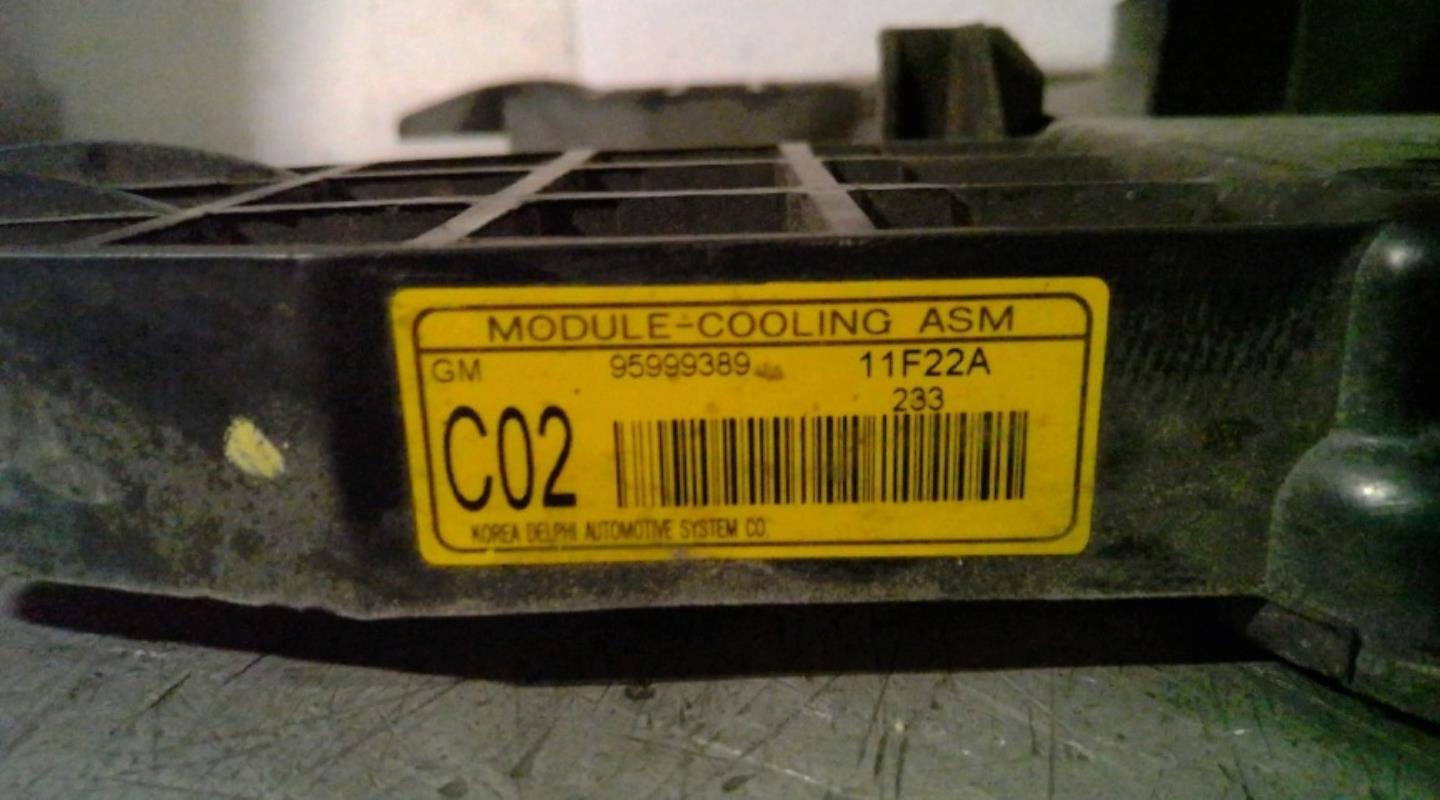 MODULE-COOLING ASM
GM 95999389 11F22A
233
C02
KOREA DELPHI AUTOMOTIVE SYSTEM CO.